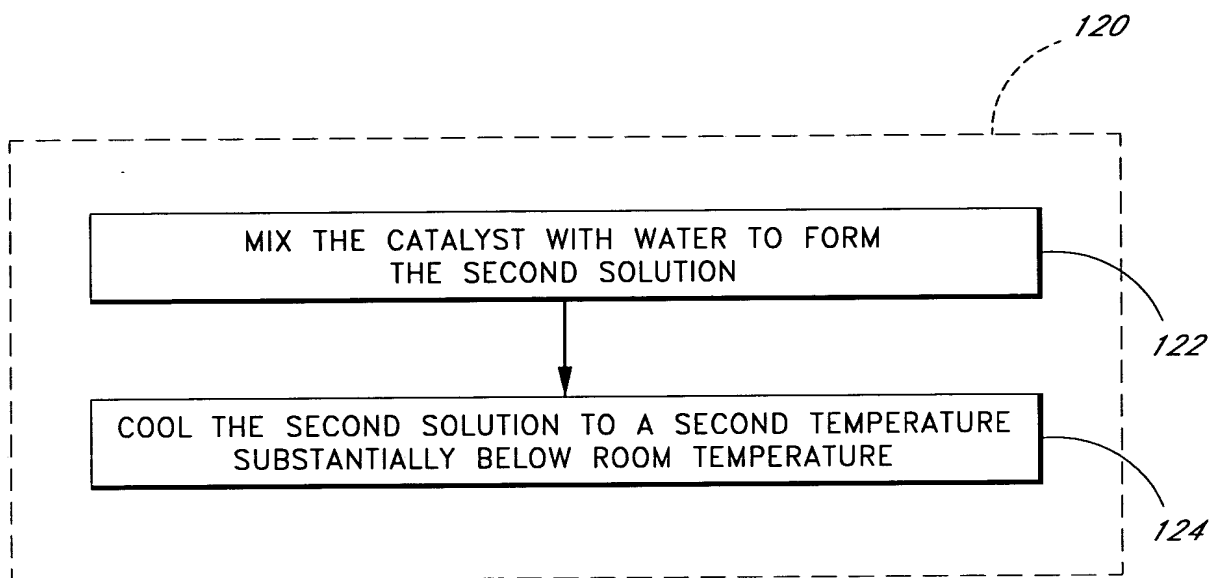 120
MIX THE CATALYST WITH WATER TO FORM
THE SECOND SOLUTION
122
COOL THE SECOND SOLUTION TO A SECOND TEMPERATURE
SUBSTANTIALLY BELOW ROOM TEMPERATURE
124